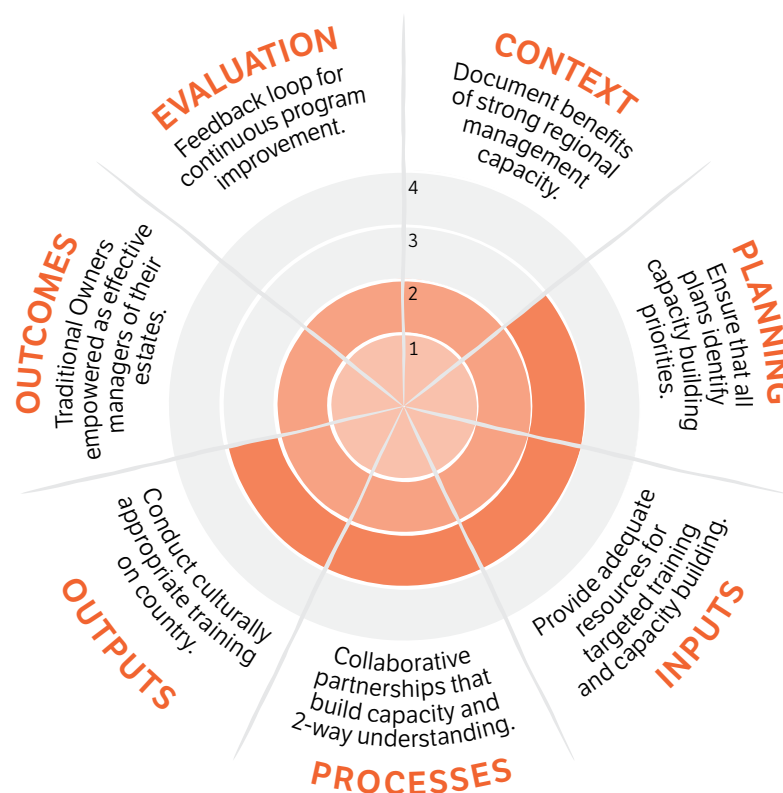 EVALUATION
Feedback loop for
continuous program
improvement.
CONTEXT
Document benefits
of strong regional
management
capacity.
PLANNING
Ensure that all
plans identify
capacity building
priorities.
INPUTS
Provide adequate
resources for
targeted training
and capacity building.
PROCESSES
Collaborative
partnerships that
build capacity and
2-way understanding.
OUTPUTS
Conduct culturally
appropriate training
on country.
OUTCOMES
Traditional Owners
empowered as effective
managers of their
estates.
4
3
2
1